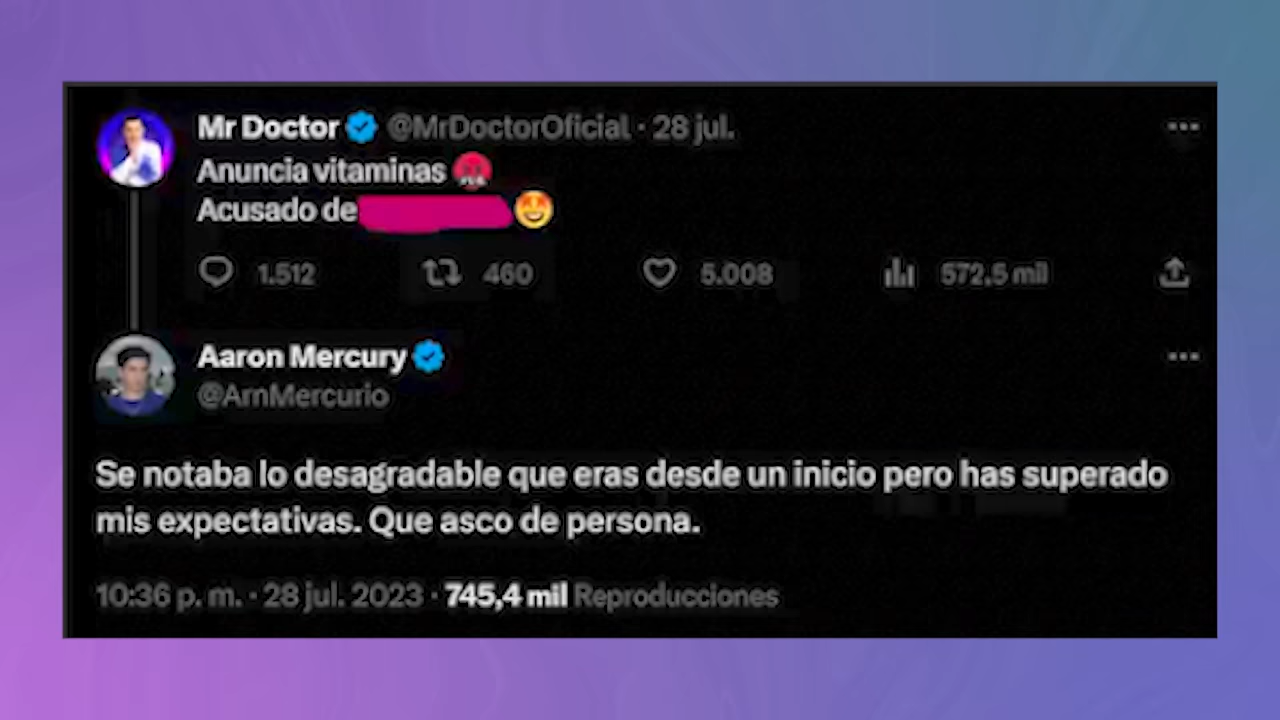 Mr Doctor @MrDoctorOficial · 28 jul.
Anuncia vitaminas
Acusado de
1.512 460 5.008 572,5 mil
Aaron Mercury
@ArnMercurio
Se notaba lo desagradable que eras desde un inicio pero has superado
mis expectativas. Que asco de persona.
10:36 p. m. · 28 jul. 2023 · 745,4 mil Reproducciones